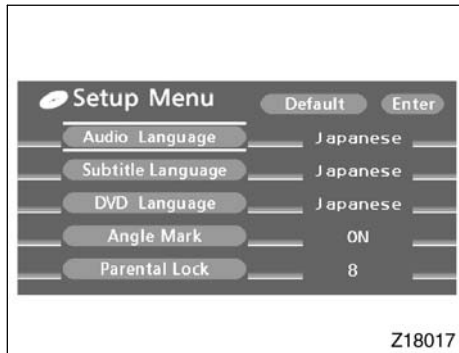 Setup Menu Default Enter
Audio Language Japanese
Subtitle Language Japanese
DVD Language Japanese
Angle Mark ON
Parental Lock 8
Z18017